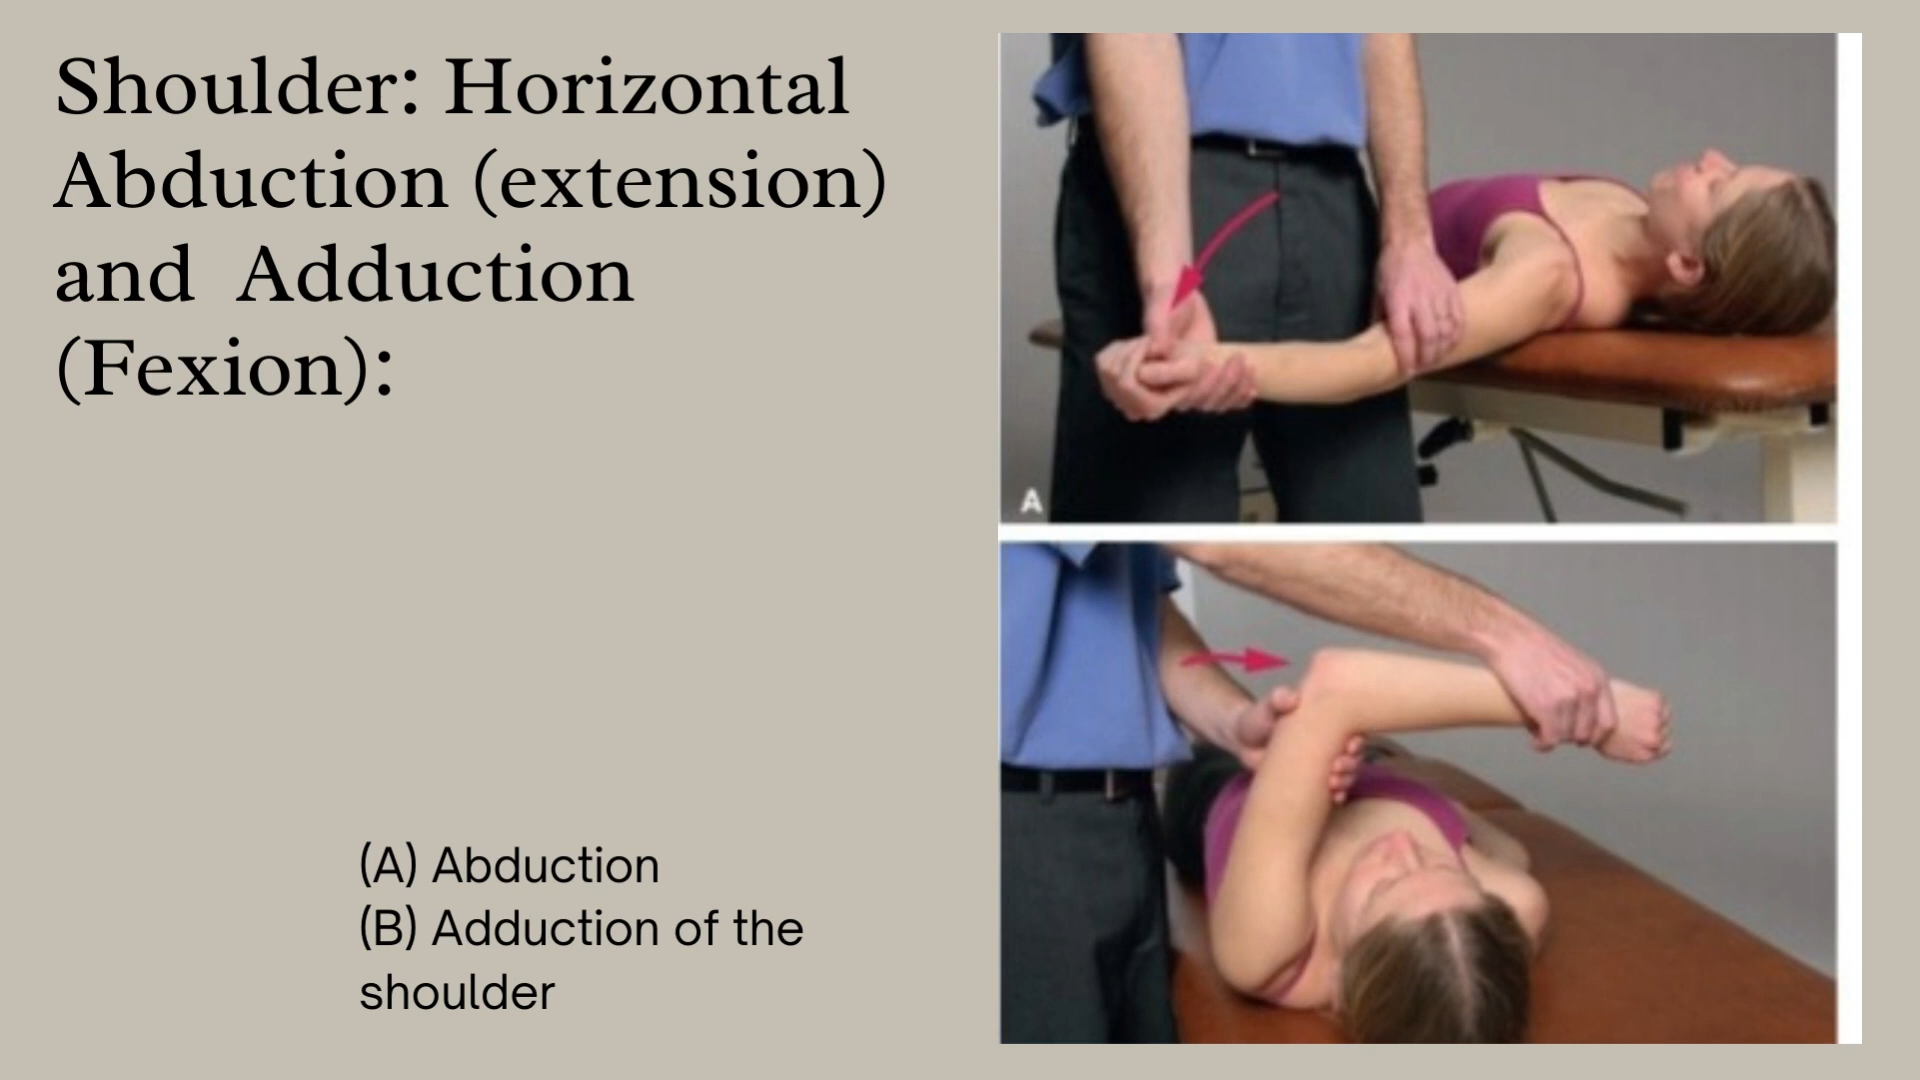 Shoulder: Horizontal
Abduction (extension)
and  Adduction
(Fexion):
(A) Abduction
(B) Adduction of the
shoulder
A